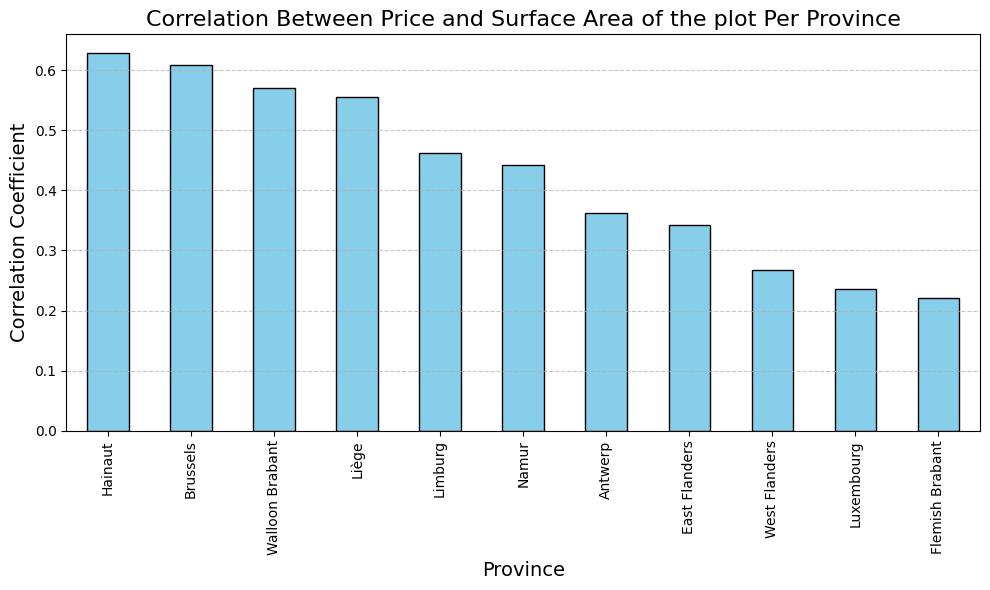 Correlation Between Price and Surface Area of the plot Per Province
Correlation Coefficient
0.6
0.5
0.4
0.3
0.2
0.1
0.0
Hainaut
Brussels
Walloon Brabant
Liège
Limburg
Namur
Antwerp
East Flanders
West Flanders
Luxembourg
Flemish Brabant
Province